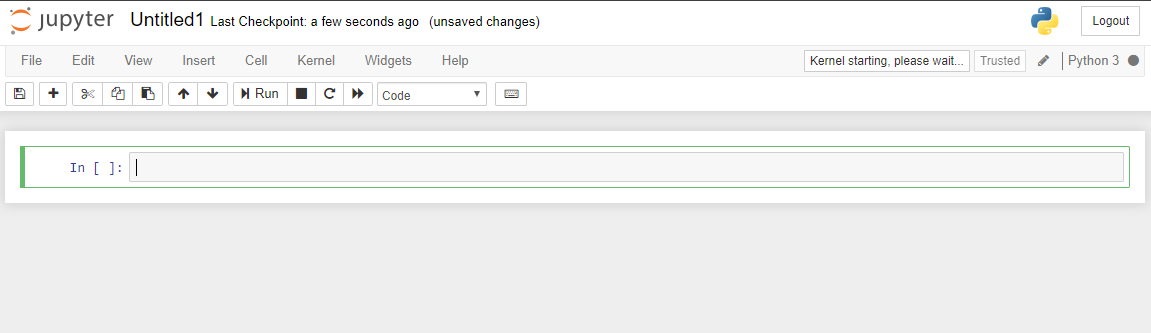 jupyter Untitled1 Last Checkpoint: a few seconds ago (unsaved changes) Logout
File Edit View Insert Cell Kernel Widgets Help Kernel starting, please wait... Trusted Python 3
Run Code
In [ ]: